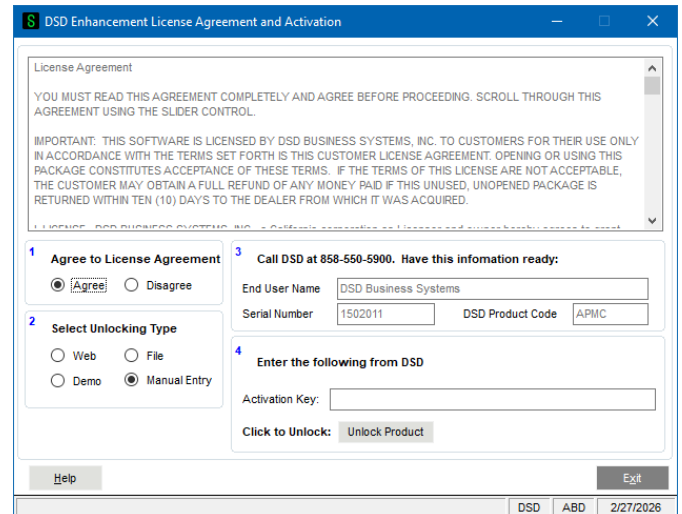 S DSD Enhancement License Agreement and Activation
License Agreement
YOU MUST READ THIS AGREEMENT COMPLETELY AND AGREE BEFORE PROCEEDING. SCROLL THROUGH THIS
AGREEMENT USING THE SLIDER CONTROL.
IMPORTANT: THIS SOFTWARE IS LICENSED BY DSD BUSINESS SYSTEMS, INC. TO CUSTOMERS FOR THEIR USE ONLY
IN ACCORDANCE WITH THE TERMS SET FORTH IS THIS CUSTOMER LICENSE AGREEMENT. OPENING OR USING THIS
PACKAGE CONSTITUTES ACCEPTANCE OF THESE TERMS. IF THE TERMS OF THIS LICENSE ARE NOT ACCEPTABLE,
THE CUSTOMER MAY OBTAIN A FULL REFUND OF ANY MONEY PAID IF THIS UNUSED, UNOPENED PACKAGE IS
RETURNED WITHIN TEN (10) DAYS TO THE DEALER FROM WHICH IT WAS ACQUIRED.
1 Agree to License Agreement
Agree Disagree
2 Select Unlocking Type
Web File
Demo Manual Entry
3 Call DSD at 858-550-5900. Have this infomation ready:
End User Name DSD Business Systems
Serial Number 1502011 DSD Product Code APMC
4 Enter the following from DSD
Activation Key:
Click to Unlock: Unlock Product
Help Exit
DSD ABD 2/27/2026